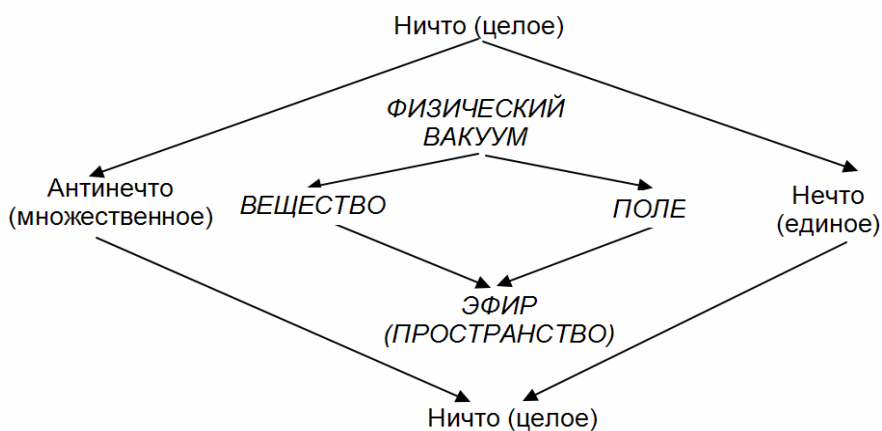 Ничто (целое)
ФИЗИЧЕСКИЙ
ВАКУУМ
Антинечто
(множественное)
ВЕЩЕСТВО
ПОЛЕ
Нечто
(единое)
ЭФИР
(ПРОСТРАНСТВО)
Ничто (целое)